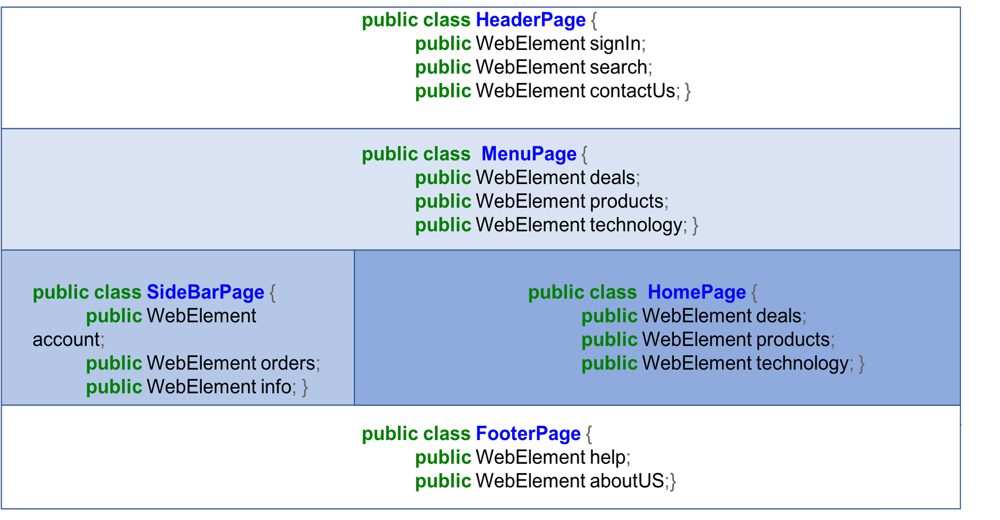 public class HeaderPage {
public WebElement signIn;
public WebElement search;
public WebElement contactUs; }
public class MenuPage {
public WebElement deals;
public WebElement products;
public WebElement technology; }
public class SideBarPage {
public WebElement
account;
public WebElement orders;
public WebElement info; }
public class HomePage {
public WebElement deals;
public WebElement products;
public WebElement technology; }
public class FooterPage {
public WebElement help;
public WebElement aboutUS;}